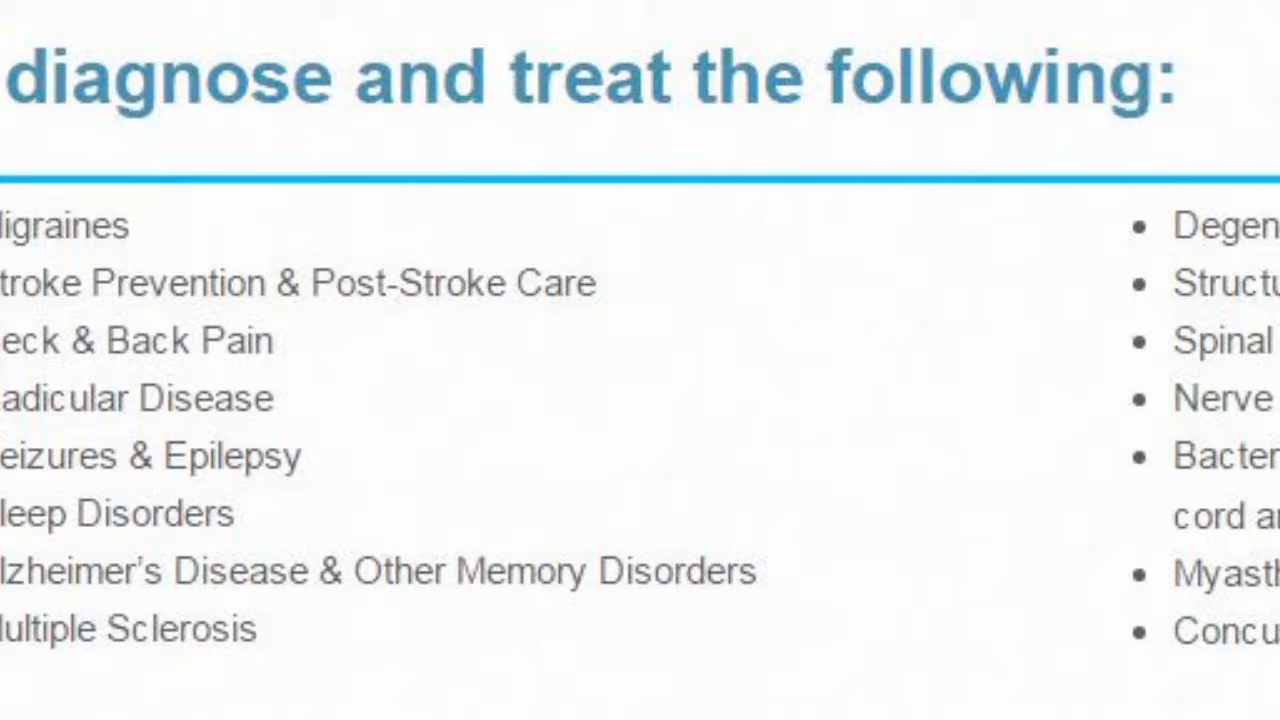 diagnose and treat the following:
igraines
troke Prevention & Post-Stroke Care
eck & Back Pain
adicular Disease
eizures & Epilepsy
leep Disorders
lzheimer's Disease & Other Memory Disorders
ultiple Sclerosis
• Degen
• Structu
• Spinal
• Nerve
• Bacter
cord ar
• Myasth
• Concu